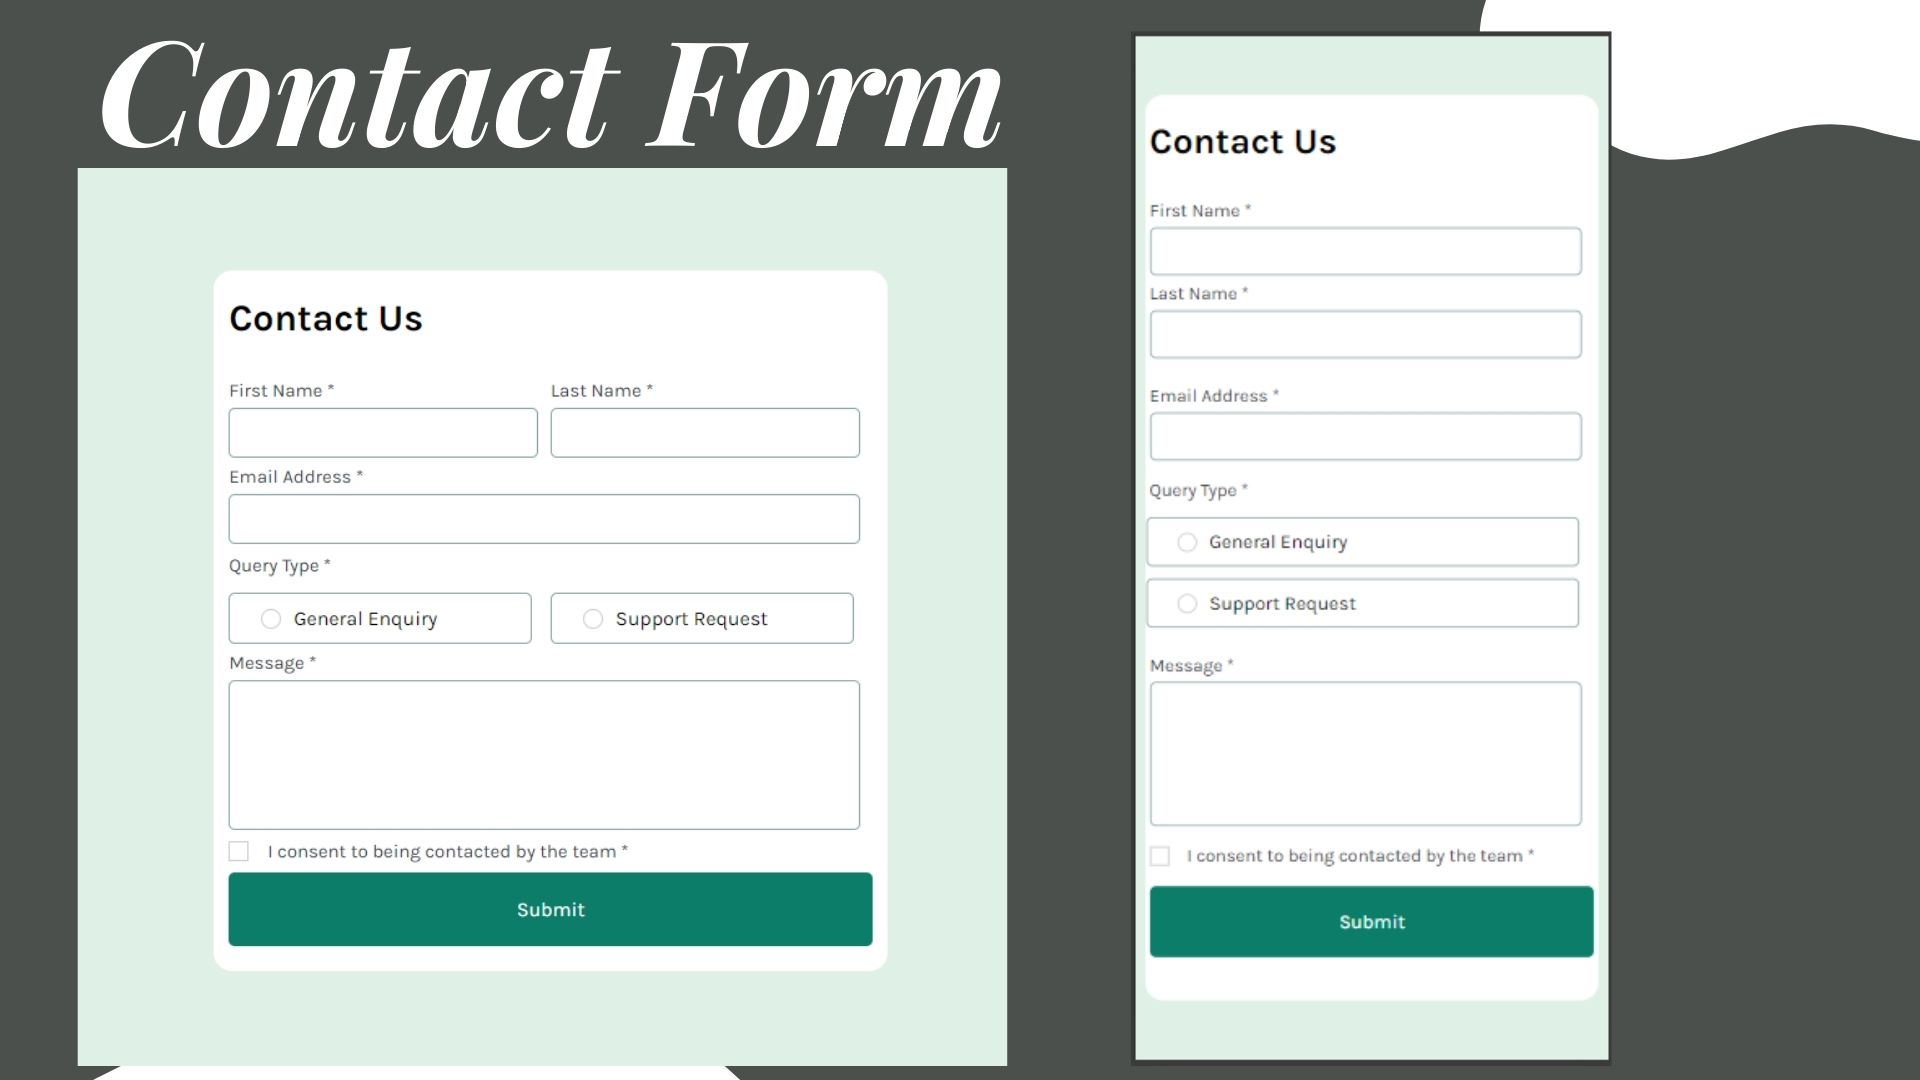 Contact Form
Contact Us
First Name * Last Name *
Email Address *
Query Type *
General Enquiry Support Request
Message *
I consent to being contacted by the team *
Submit
Contact Us
First Name *
Last Name *
Email Address *
Query Type *
General Enquiry
Support Request
Message *
I consent to being contacted by the team *
Submit